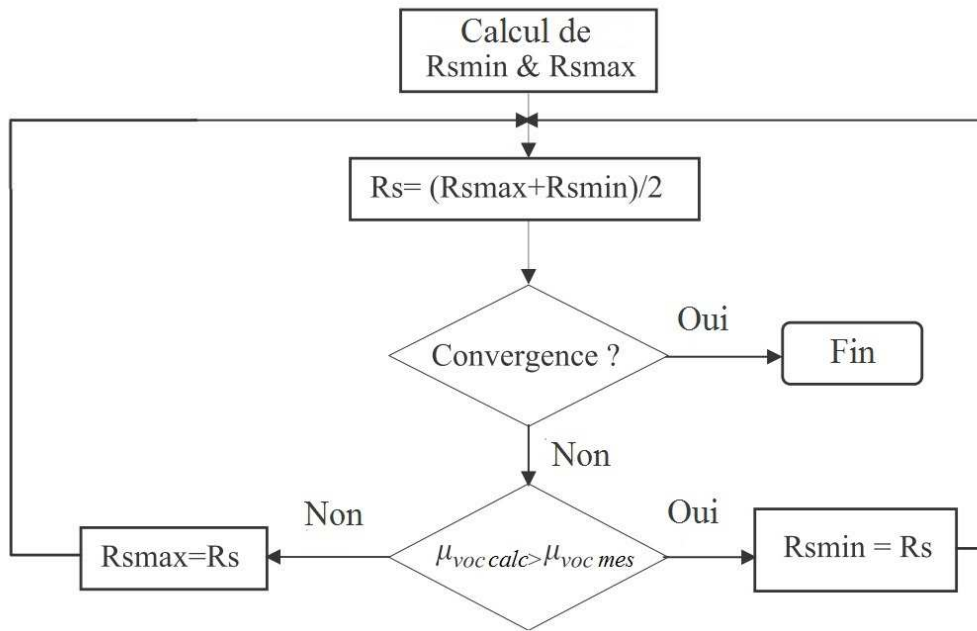 Calcul de
Rsmin & Rsmax
Rs= (Rsmax+Rsmin)/2
Oui
Convergence ?
Fin
Non
Non
Oui
Rsmax=Rs
μvoc calc>μvoc mes
Rsmin = Rs